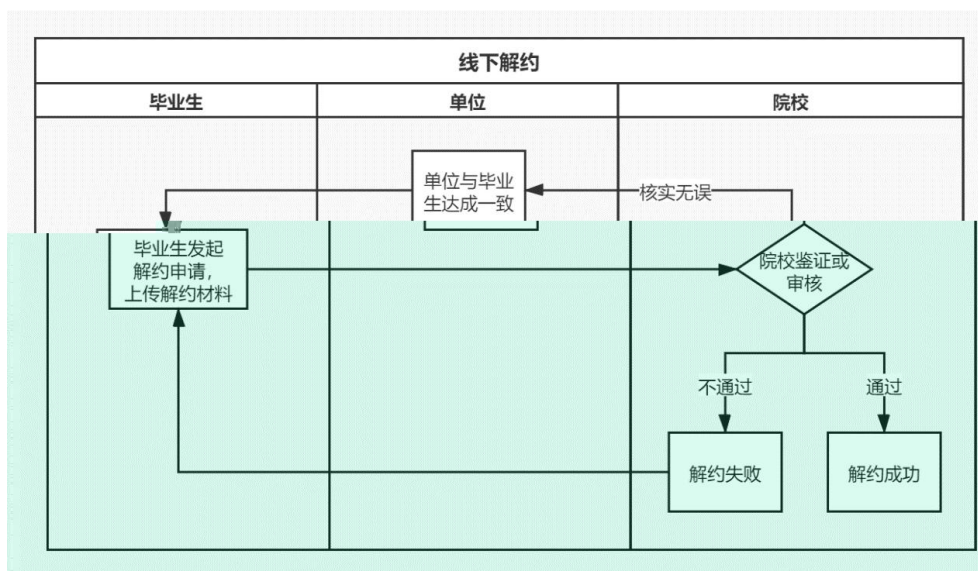 线下解约
毕业生
单位
院校
单位与毕业
生达成一致
核实无误
毕业生发起
解约申请,
上传解约材料
院校鉴证或
审核
不通过
通过
解约失败
解约成功